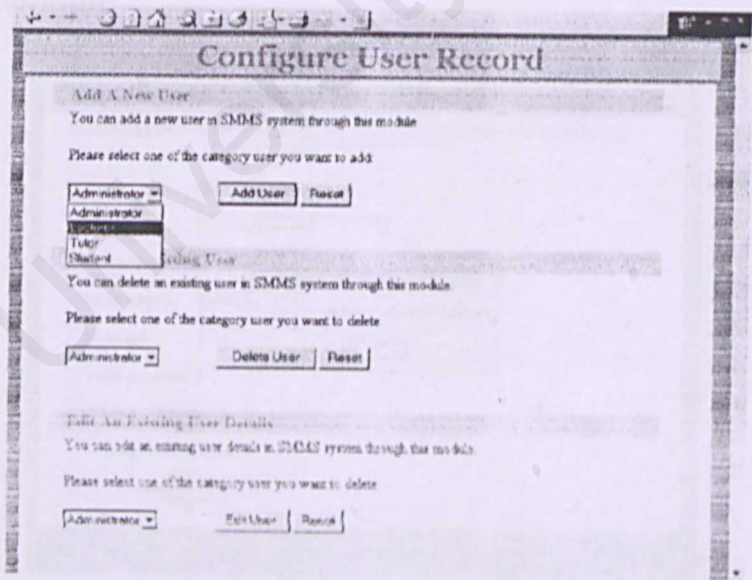 Configure User Record
Add A New User
You can add a new user in SMMS system through this module
Please select one of the category user you want to add:
Administrator Add User Reset
Administrator
Tutor
Student
User
You can delete an existing user in SMMS system through this module.
Please select one of the category user you want to delete
Administrator Delete User Reset
Edit An Existing User Details
You can edit an existing user details in SMMS system through this module.
Please select one of the category user you want to delete
Administrator Edit User Reset